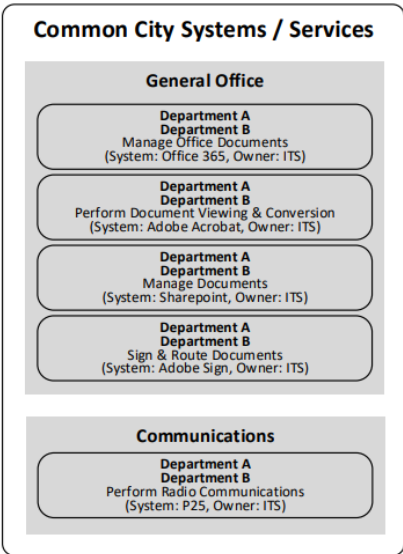 Common City Systems / Services
General Office
Department A
Department B
Manage Office Documents
(System: Office 365, Owner: ITS)
Department A
Department B
Perform Document Viewing & Conversion
(System: Adobe Acrobat, Owner: ITS)
Department A
Department B
Manage Documents
(System: Sharepoint, Owner: ITS)
Department A
Department B
Sign & Route Documents
(System: Adobe Sign, Owner: ITS)
Communications
Department A
Department B
Perform Radio Communications
(System: P25, Owner: ITS)